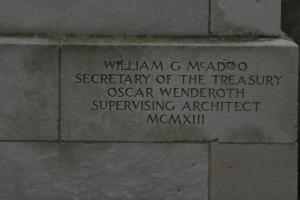 WILLIAM G McADOO
SECRETARY OF THE TREASURY
OSCAR WENDEROTH
SUPERVISING ARCHITECT
MCMXIII